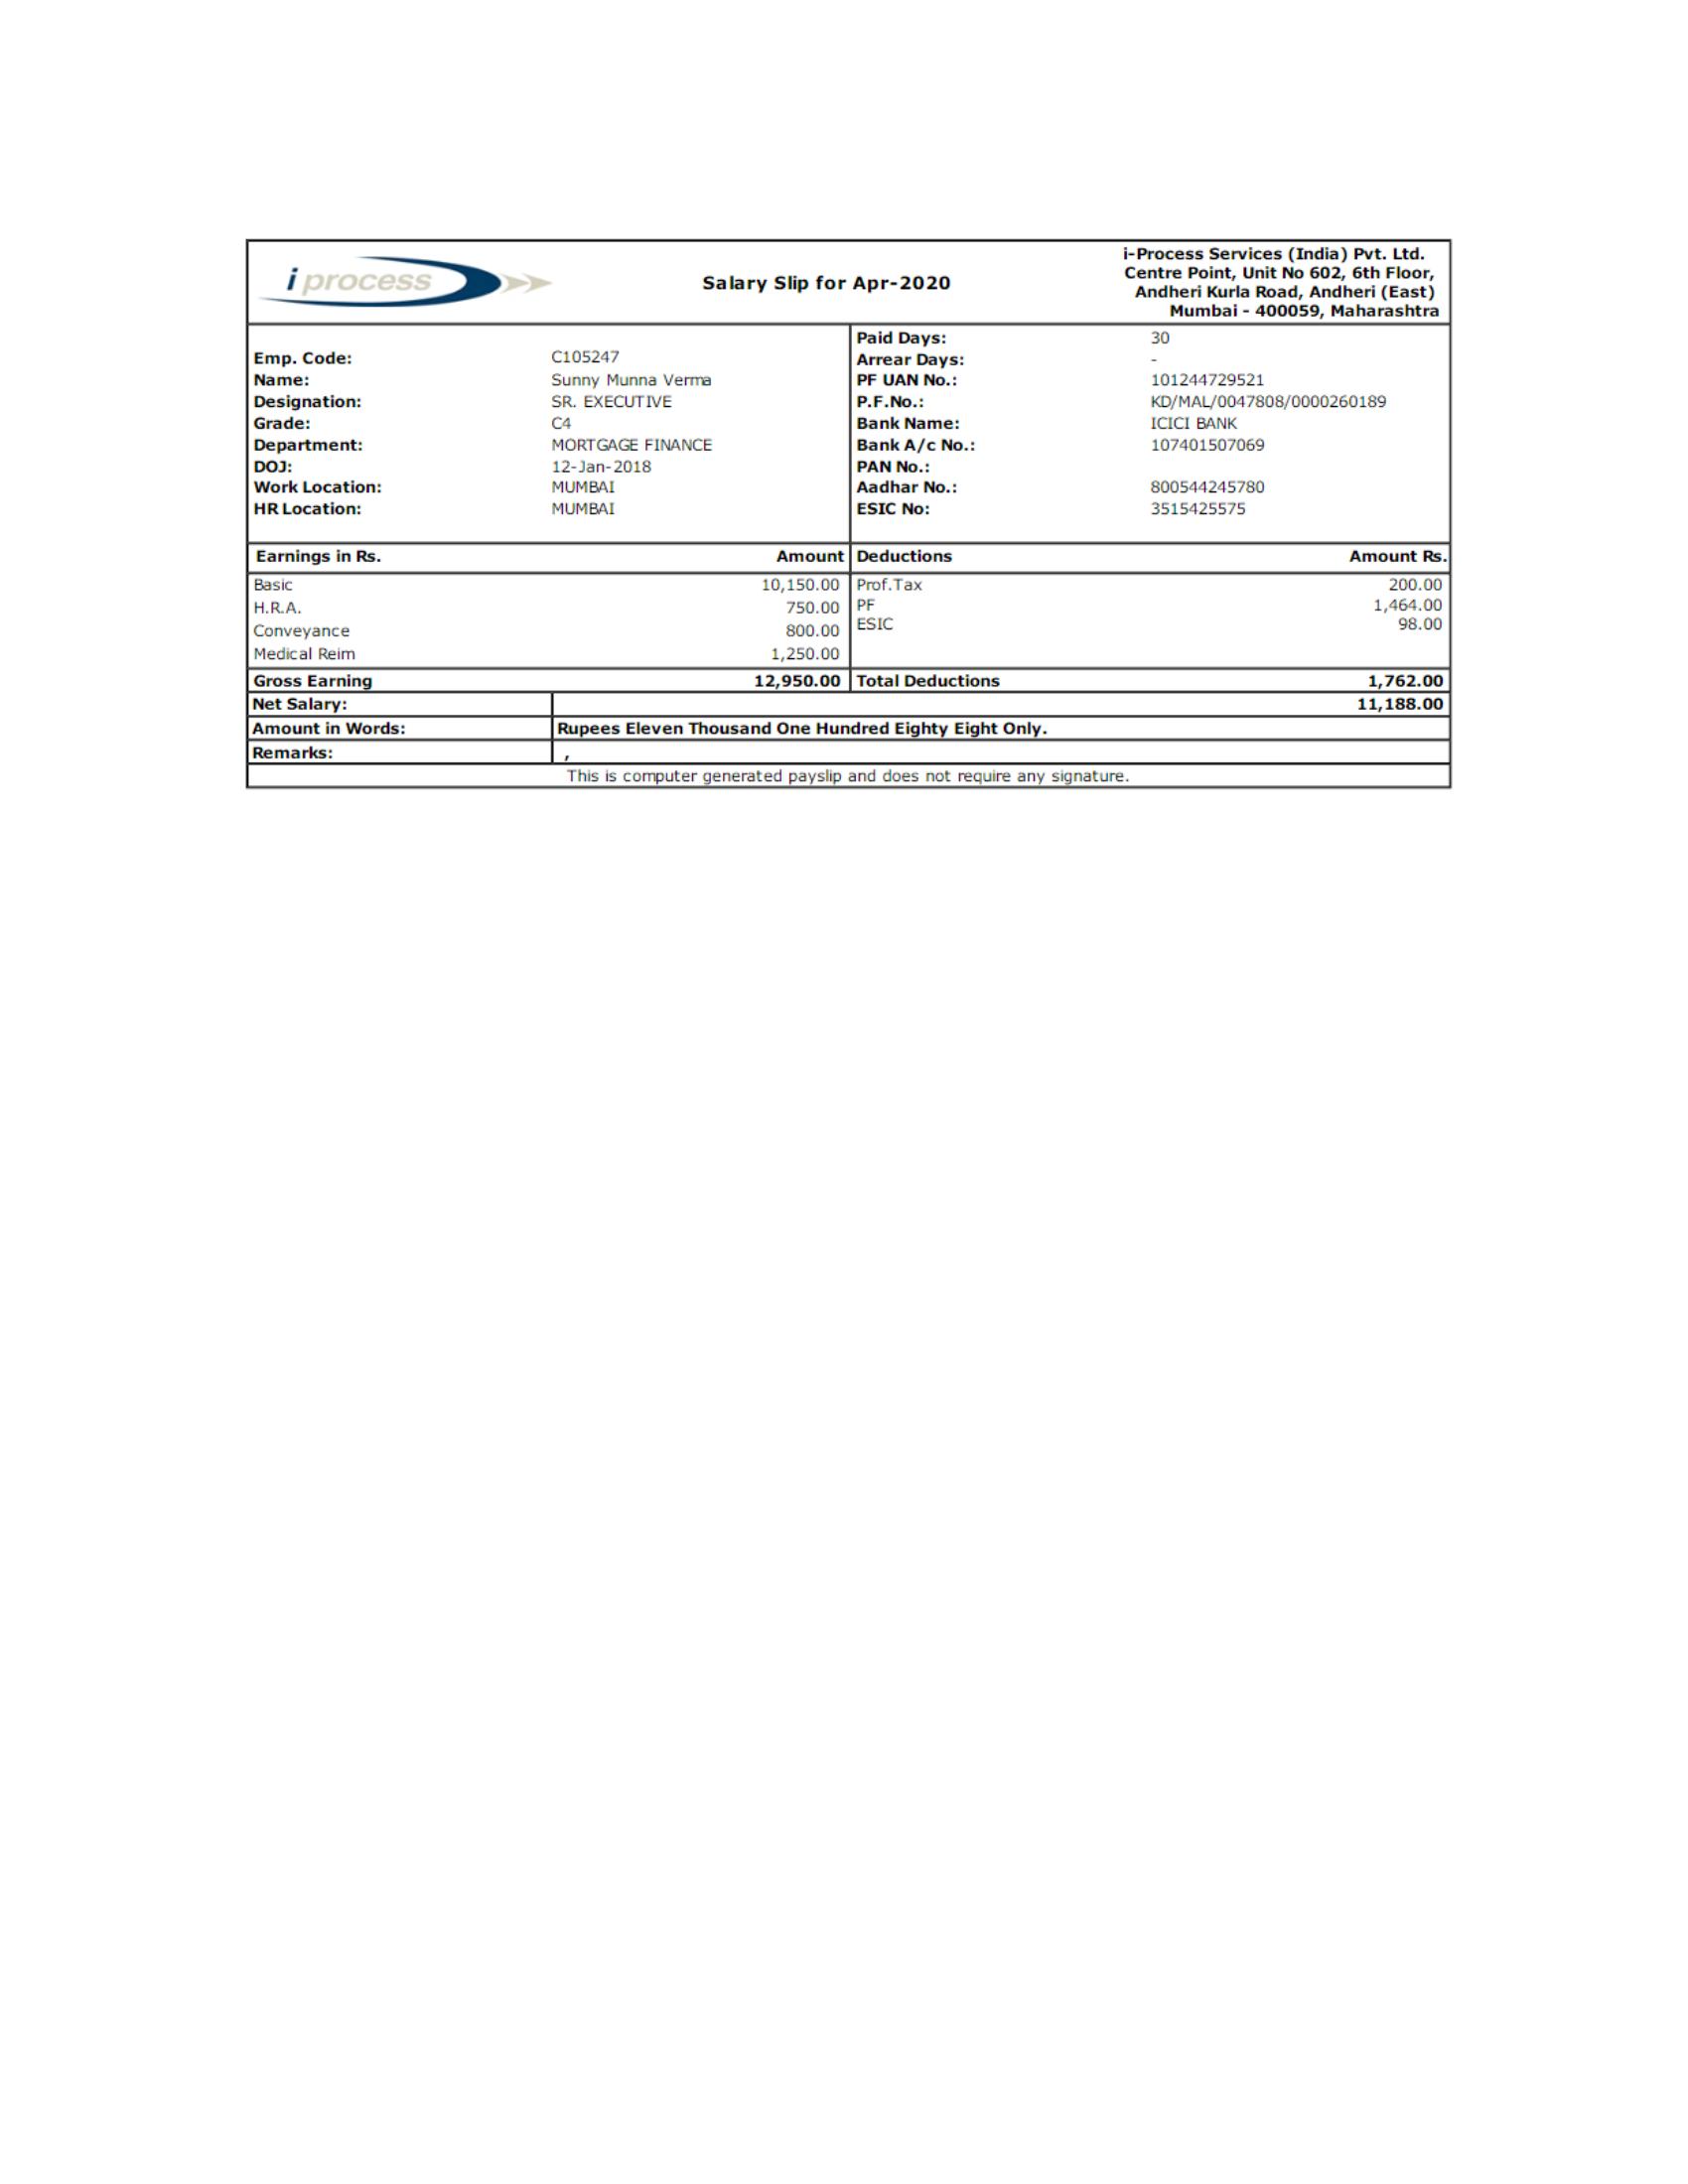 i process
Salary Slip for Apr-2020
i-Process Services (India) Pvt. Ltd.
Centre Point, Unit No 602, 6th Floor,
Andheri Kurla Road, Andheri (East)
Mumbai - 400059, Maharashtra
Emp. Code: C105247
Name: Sunny Munna Verma
Designation: SR. EXECUTIVE
Grade: C4
Department: MORTGAGE FINANCE
DOJ: 12-Jan-2018
Work Location: MUMBAI
HR Location: MUMBAI
Paid Days: 30
Arrear Days: -
PF UAN No.: 101244729521
P.F.No.: KD/MAL/0047808/0000260189
Bank Name: ICICI BANK
Bank A/c No.: 107401507069
PAN No.:
Aadhar No.: 800544245780
ESIC No: 3515425575
Earnings in Rs. Amount Deductions Amount Rs.
Basic 10,150.00 Prof.Tax 200.00
H.R.A. 750.00 PF 1,464.00
Conveyance 800.00 ESIC 98.00
Medical Reim 1,250.00
Gross Earning 12,950.00 Total Deductions 1,762.00
Net Salary: 11,188.00
Amount in Words: Rupees Eleven Thousand One Hundred Eighty Eight Only.
Remarks: ,
This is computer generated payslip and does not require any signature.